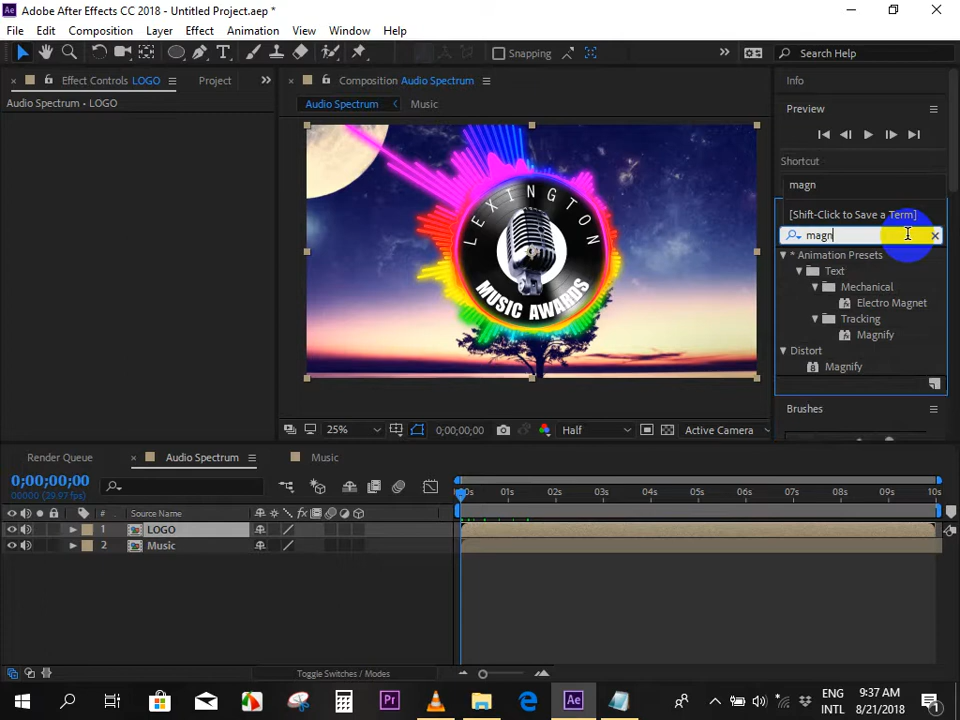 Ae Adobe After Effects CC 2018 - Untitled Project.aep *
File Edit Composition Layer Effect Animation View Window Help
Snapping
Search Help
Effect Controls LOGO
Project
Composition Audio Spectrum
Info
Audio Spectrum - LOGO
Audio Spectrum
Music
Preview
Shortcut
magn
[Shift-Click to Save a Term]
magn
* Animation Presets
Text
Mechanical
Electro Magnet
Tracking
Magnify
Distort
Magnify
LEXINGTON
MUSIC AWARDS
Brushes
25%
0;00;00;00
Half
Active Camera
Render Queue
Audio Spectrum
Music
0;00;00;00
00000 (29.97 fps)
01s 02s 03s 04s 05s 06s 07s 08s 09s 10s
# Source Name
1 LOGO
2 Music
Toggle Switches / Modes
Pr
Ae
ENG
INTL
9:37 AM
8/21/2018
1